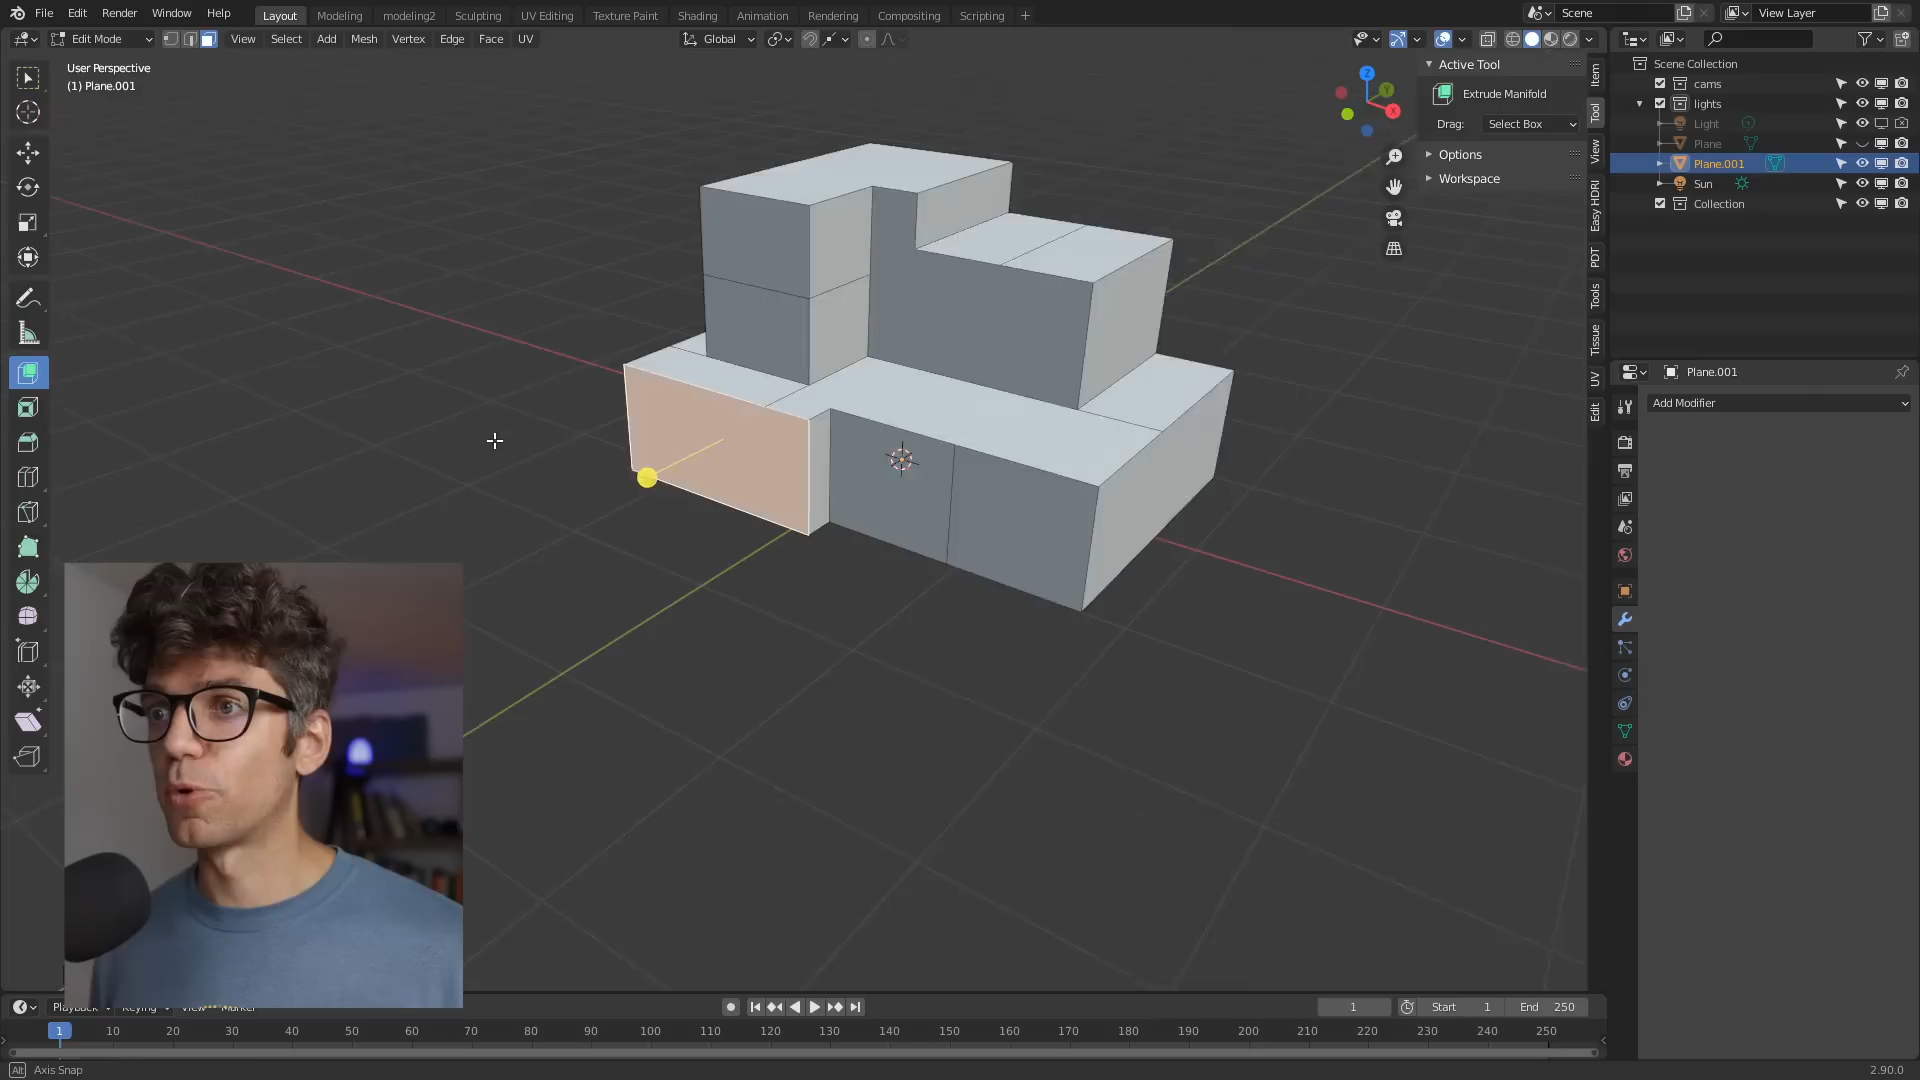 File Edit Render Window Help Layout Modeling modeling2 Sculpting UV Editing Texture Paint Shading Animation Rendering Compositing Scripting + Scene View Layer
Edit Mode View Select Add Mesh Vertex Edge Face UV Global
User Perspective
(1) Plane.001
Z
Y
X
Active Tool
Extrude Manifold
Drag: Select Box
Options
Workspace
Item
Tool
View
Easy HDRI
PDT
Tools
Tissue
UV
Edit
Scene Collection
cams
lights
Light
Plane
Plane.001
Sun
Collection
Plane.001
Add Modifier
Playback Keying View Marker 1 Start 1 End 250
1 10 20 30 40 50 60 70 80 90 100 110 120 130 140 150 160 170 180 190 200 210 220 230 240 250
Alt Axis Snap 2.90.0